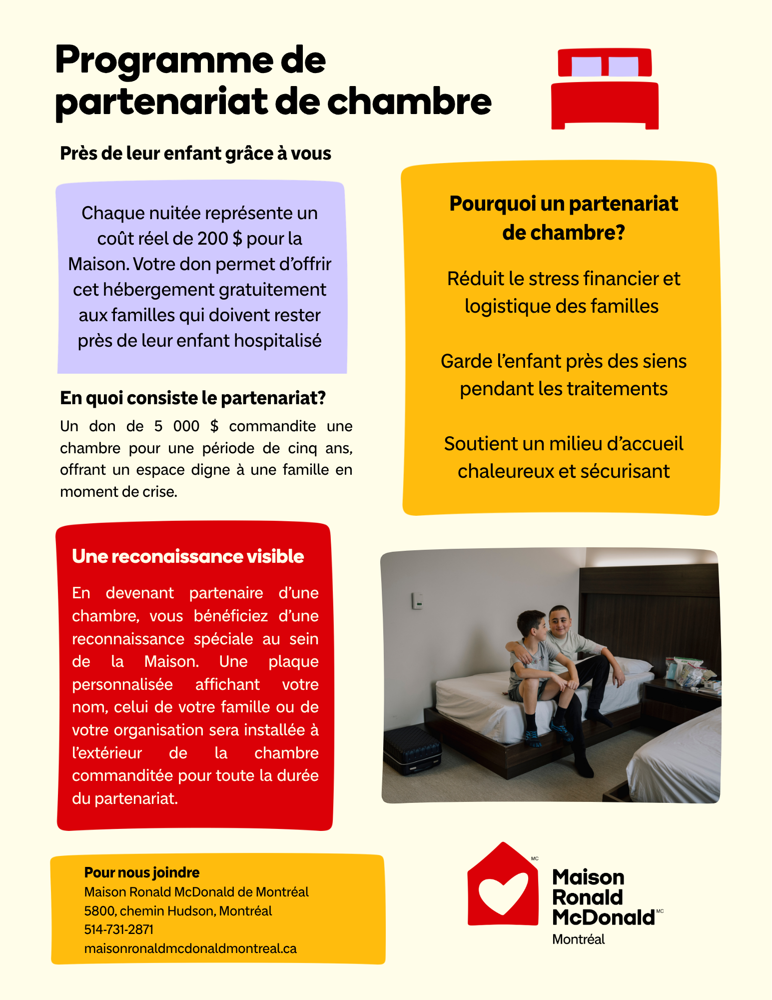 Programme de
partenariat de chambre
Près de leur enfant grâce à vous
Chaque nuitée représente un
coût réel de 200 $ pour la
Maison. Votre don permet d’offrir
cet hébergement gratuitement
aux familles qui doivent rester
près de leur enfant hospitalisé
En quoi consiste le partenariat?
Un don de 5 000 $ commandite une
chambre pour une période de cinq ans,
offrant un espace digne à une famille en
moment de crise.
Pourquoi un partenariat
de chambre?
Réduit le stress financier et
logistique des familles
Garde l’enfant près des siens
pendant les traitements
Soutient un milieu d’accueil
chaleureux et sécurisant
Une reconaissance visible
En devenant partenaire d’une
chambre, vous bénéficiez d’une
reconnaissance spéciale au sein
de la Maison. Une plaque
personnalisée affichant votre
nom, celui de votre famille ou de
votre organisation sera installée à
l’extérieur de la chambre
commanditée pour toute la durée
du partenariat.
Pour nous joindre
Maison Ronald McDonald de Montréal
5800, chemin Hudson, Montréal
514-731-2871
maisonronaldmcdonaldmontreal.ca
MC
Maison
Ronald
McDonald MC
Montréal